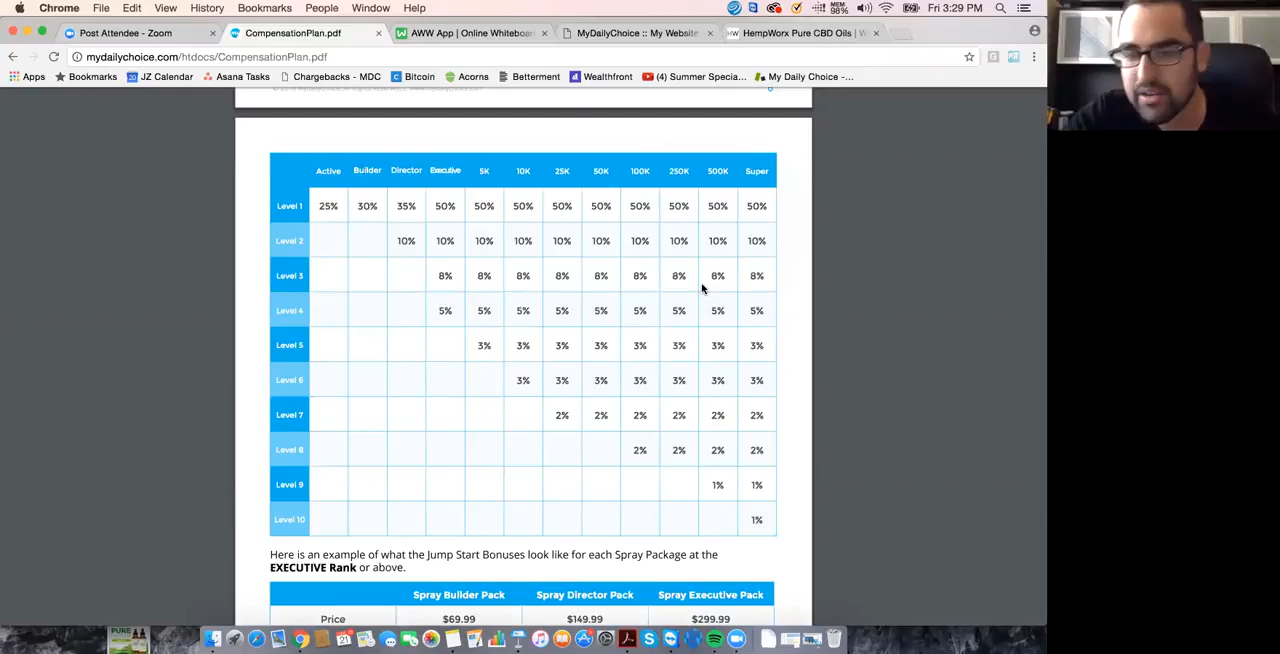 Chrome File Edit View History Bookmarks People Window Help MEM 98% Fri 3:29 PM
Post Attendee - Zoom CompensationPlan.pdf AWW App | Online Whiteboar MyDailyChoice :: My Website HempWorx Pure CBD Oils | W
mydailychoice.com/htdocs/CompensationPlan.pdf
Apps Bookmarks JZ Calendar Asana Tasks Chargebacks - MDC Bitcoin Acorns Betterment Wealthfront (4) Summer Specia... My Daily Choice -...
6
Active Builder Director Executive 5K 10K 25K 50K 100K 250K 500K Super
Level 1 25% 30% 35% 50% 50% 50% 50% 50% 50% 50% 50% 50%
Level 2 10% 10% 10% 10% 10% 10% 10% 10% 10% 10%
Level 3 8% 8% 8% 8% 8% 8% 8% 8% 8%
Level 4 5% 5% 5% 5% 5% 5% 5% 5% 5%
Level 5 3% 3% 3% 3% 3% 3% 3% 3%
Level 6 3% 3% 3% 3% 3% 3% 3%
Level 7 2% 2% 2% 2% 2% 2%
Level 8 2% 2% 2% 2%
Level 9 1% 1%
Level 10 1%
Here is an example of what the Jump Start Bonuses look like for each Spray Package at the
EXECUTIVE Rank or above.
Spray Builder Pack Spray Director Pack Spray Executive Pack
Price $69.99 $149.99 $299.99
PURE